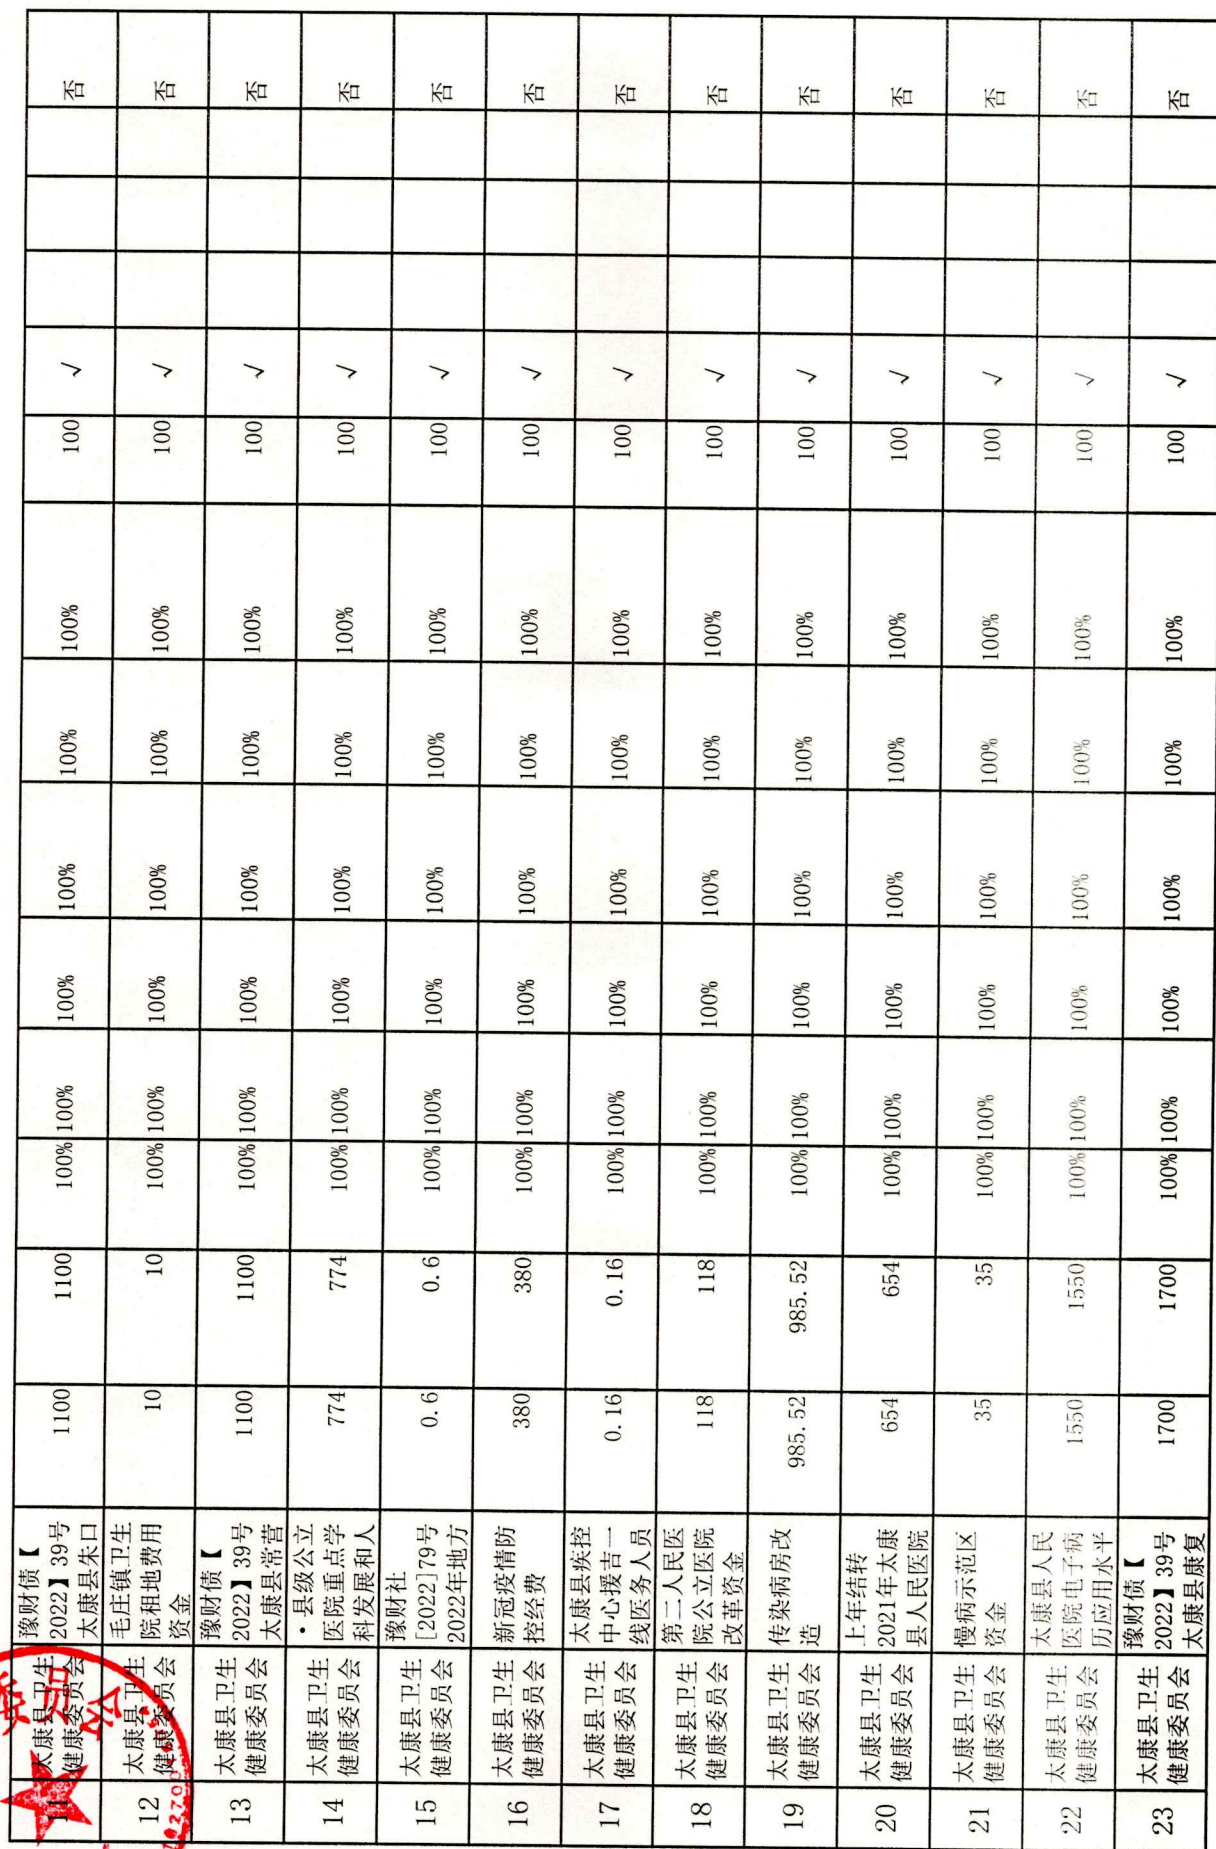 11 太康县卫生健康委员会 豫财债【2022】39号太康县朱口 1100 1100 100% 100% 100% 100% 100% 100% 100 √ 否
12 太康县卫生健康委员会 毛庄镇卫生院租地费用资金 10 10 100% 100% 100% 100% 100% 100% 100 √ 否
13 太康县卫生健康委员会 豫财债【2022】39号太康县常营 1100 1100 100% 100% 100% 100% 100% 100% 100 √ 否
14 太康县卫生健康委员会 ·县级公立医院重点学科发展和人 774 774 100% 100% 100% 100% 100% 100% 100 √ 否
15 太康县卫生健康委员会 豫财社[2022]79号2022年地方 0.6 0.6 100% 100% 100% 100% 100% 100% 100 √ 否
16 太康县卫生健康委员会 新冠疫情防控经费 380 380 100% 100% 100% 100% 100% 100% 100 √ 否
17 太康县卫生健康委员会 太康县疾控中心援吉一线医务人员 0.16 0.16 100% 100% 100% 100% 100% 100% 100 √ 否
18 太康县卫生健康委员会 第二人民医院公立医院改革资金 118 118 100% 100% 100% 100% 100% 100% 100 √ 否
19 太康县卫生健康委员会 传染病房改造 985.52 985.52 100% 100% 100% 100% 100% 100% 100 √ 否
20 太康县卫生健康委员会 上年结转2021年太康县人民医院 654 654 100% 100% 100% 100% 100% 100% 100 √ 否
21 太康县卫生健康委员会 慢病示范区资金 35 35 100% 100% 100% 100% 100% 100% 100 √ 否
22 太康县卫生健康委员会 太康县人民医院电子病历应用水平 1550 1550 100% 100% 100% 100% 100% 100% 100 √ 否
23 太康县卫生健康委员会 豫财债【2022】39号太康县康复 1700 1700 100% 100% 100% 100% 100% 100% 100 √ 否